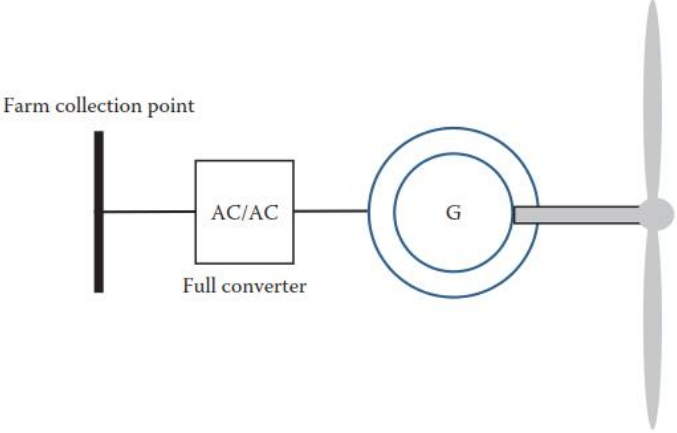 Farm collection point
AC/AC
G
Full converter